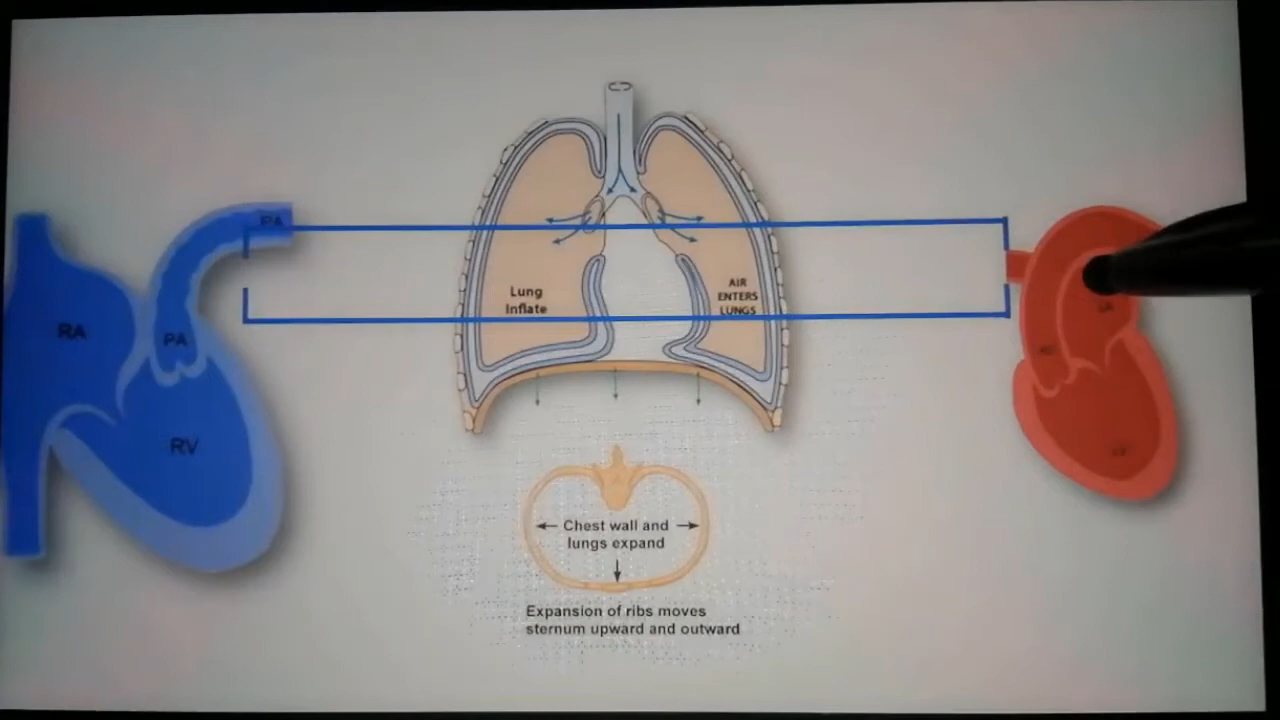 PA
RA
PA
RV
Lung
Inflate
AIR
ENTERS
LUNGS
LA
Chest wall and
lungs expand
Expansion of ribs moves
sternum upward and outward